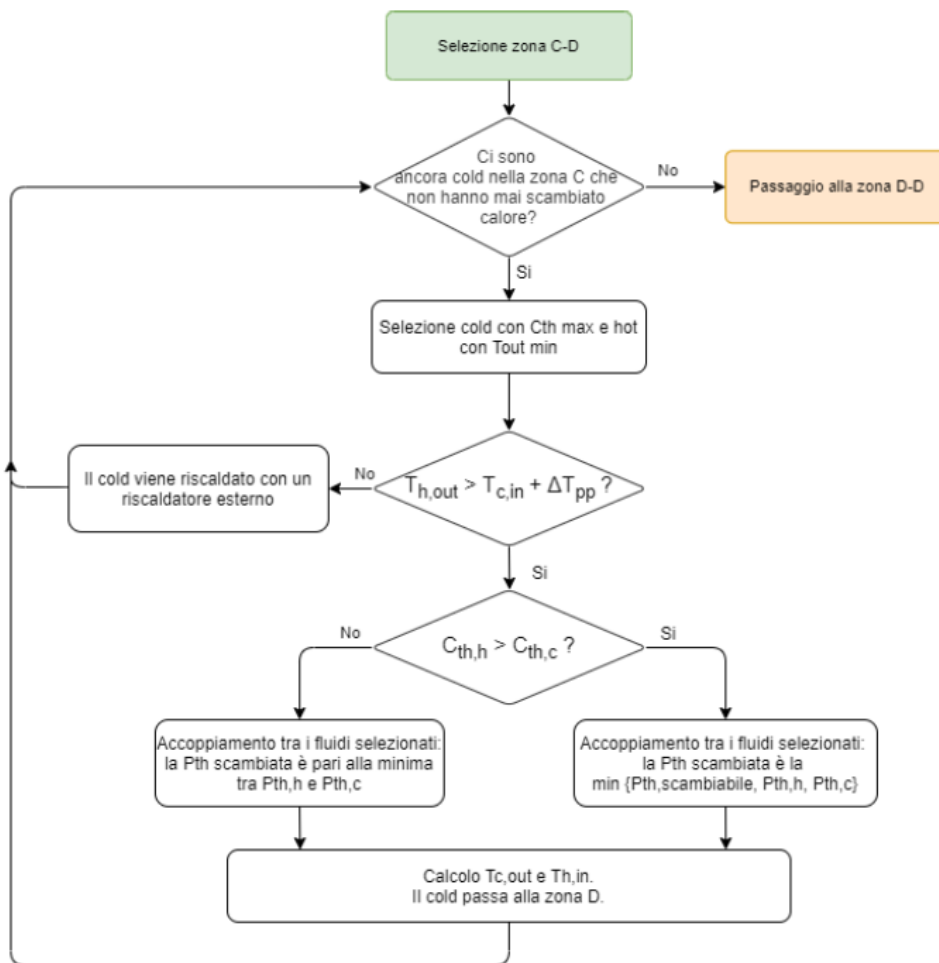 Selezione zona C-D
Ci sono
ancora cold nella zona C che
non hanno mai scambiato
calore?
No
Passaggio alla zona D-D
Si
Selezione cold con Cth max e hot
con Tout min
Il cold viene riscaldato con un
riscaldatore esterno
No
T_h,out > T_c,in + ΔT_pp ?
Si
No
C_th,h > C_th,c ?
Si
Accoppiamento tra i fluidi selezionati:
la Pth scambiata è pari alla minima
tra Pth,h e Pth,c
Accoppiamento tra i fluidi selezionati:
la Pth scambiata è la
min {Pth,scambiabile, Pth,h, Pth,c}
Calcolo Tc,out e Th,in.
Il cold passa alla zona D.